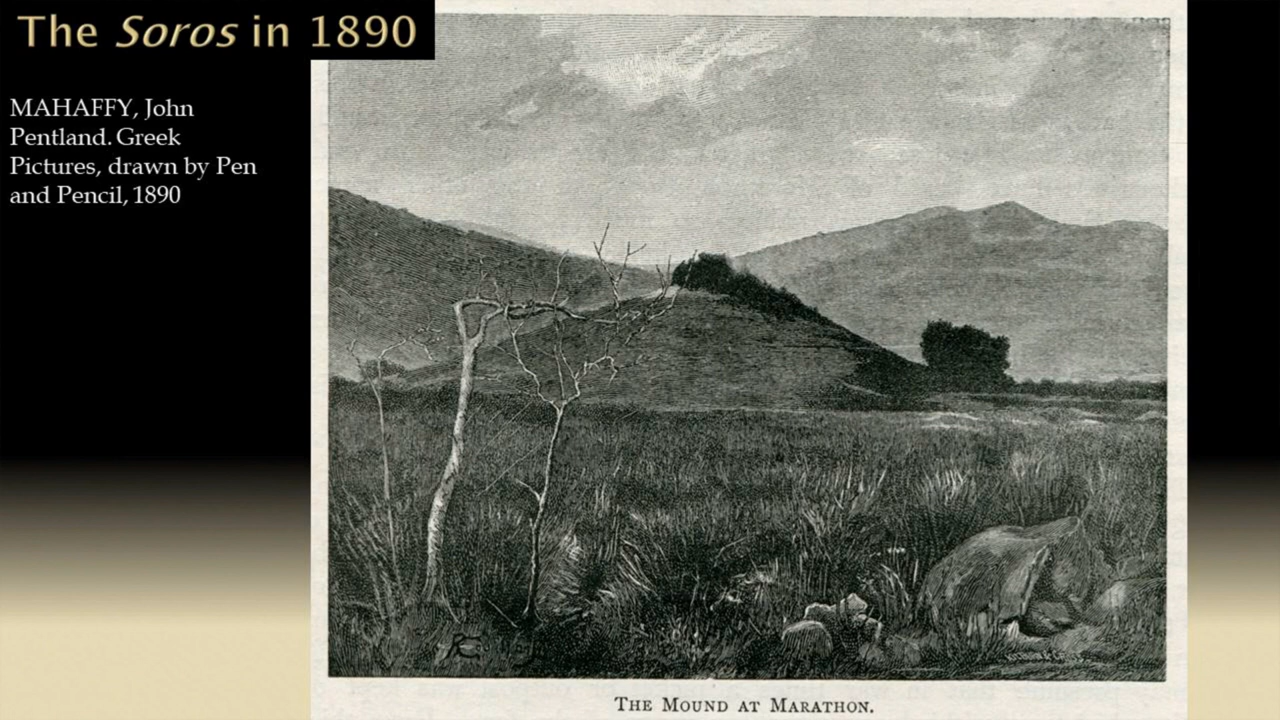 The Soros in 1890
MAHAFFY, John
Pentland. Greek
Pictures, drawn by Pen
and Pencil, 1890
THE MOUND AT MARATHON.